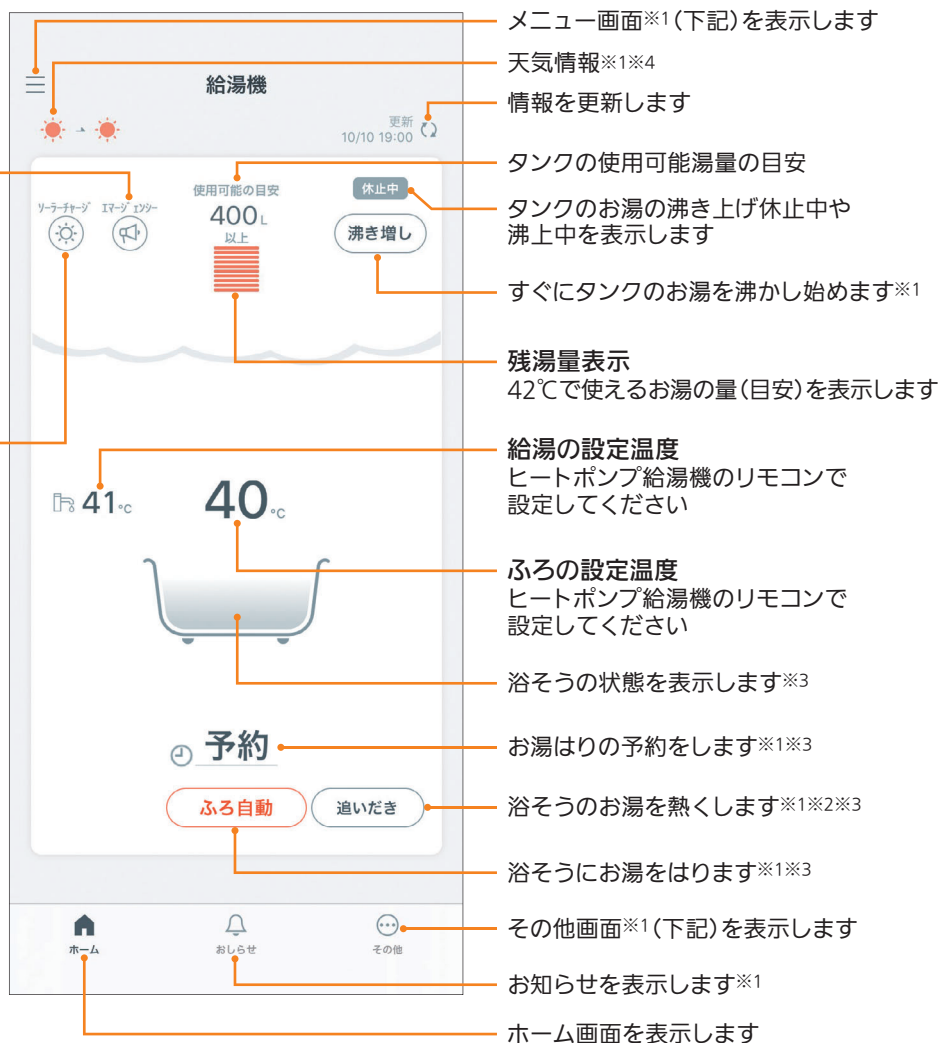 メニュー画面※1（下記）を表示します
天気情報※1※4
給湯機
情報を更新します
更新
10/10 19:00
タンクの使用可能湯量の目安
使用可能の目安
400L
以上
休止中
沸き増し
ソーラーチャージ
エマージェンシー
タンクのお湯の沸き上げ休止中や
沸上中を表示します
すぐにタンクのお湯を沸かし始めます※1
残湯量表示
42℃で使えるお湯の量（目安）を表示します
給湯の設定温度
ヒートポンプ給湯機のリモコンで
設定してください
41℃
40℃
ふろの設定温度
ヒートポンプ給湯機のリモコンで
設定してください
浴そうの状態を表示します※3
予約
お湯はりの予約をします※1※3
ふろ自動
追いだき
浴そうのお湯を熱くします※1※2※3
浴そうにお湯をはります※1※3
ホーム
おしらせ
その他
その他画面※1（下記）を表示します
お知らせを表示します※1
ホーム画面を表示します